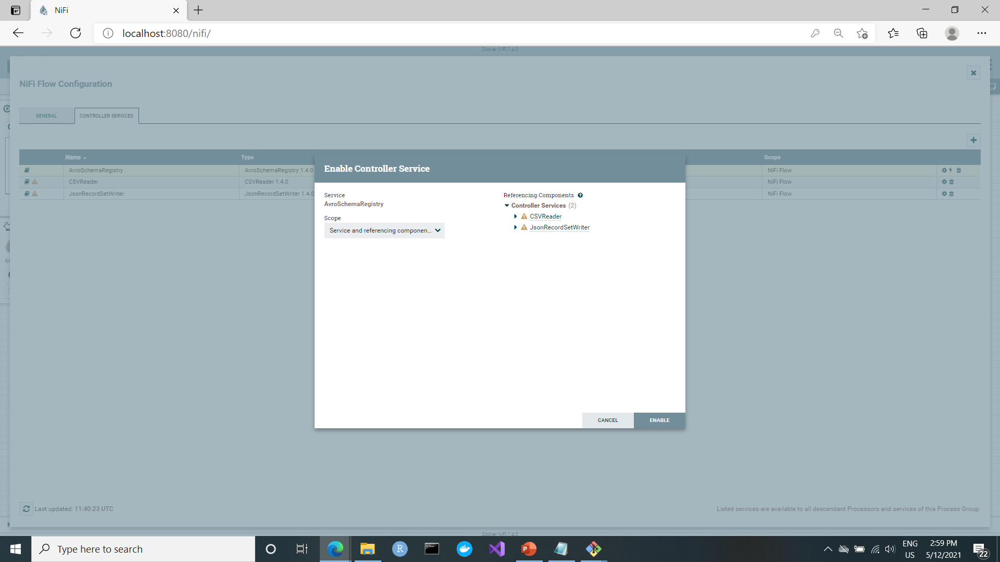 NiFi
localhost:8080/nifi/
Docker NiFi 1.4.0
NiFi Flow Configuration
GENERAL
CONTROLLER SERVICES
Name
Type
Scope
AvroSchemaRegistry
AvroSchemaRegistry 1.4.0
NiFi Flow
CSVReader
CSVReader 1.4.0
NiFi Flow
JsonRecordSetWriter
JsonRecordSetWriter 1.4.0
NiFi Flow
Enable Controller Service
Service
AvroSchemaRegistry
Scope
Service and referencing componen...
Referencing Components
Controller Services (2)
CSVReader
JsonRecordSetWriter
CANCEL
ENABLE
Last updated: 11:40:23 UTC
Listed services are available to all descendant Processors and services of this Process Group.
Docker NiFi 1.4.0
Type here to search
ENG
US
2:59 PM
5/12/2021
22